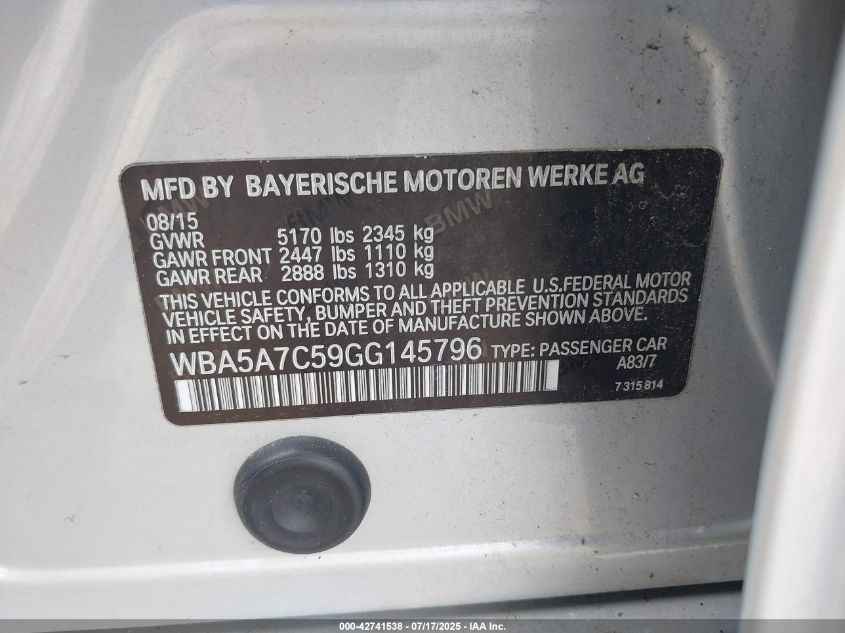 MFD BY BAYERISCHE MOTOREN WERKE AG
08/15
GVWR 5170 lbs 2345 kg
GAWR FRONT 2447 lbs 1110 kg
GAWR REAR 2888 lbs 1310 kg
THIS VEHICLE CONFORMS TO ALL APPLICABLE U.S.FEDERAL MOTOR
VEHICLE SAFETY, BUMPER AND THEFT PREVENTION STANDARDS
IN EFFECT ON THE DATE OF MANUFACTURE SHOWN ABOVE.
WBA5A7C59GG145796 TYPE: PASSENGER CAR
A83/7
7 315 814
BMW
000-42741538 - 07/17/2025 - IAA Inc.